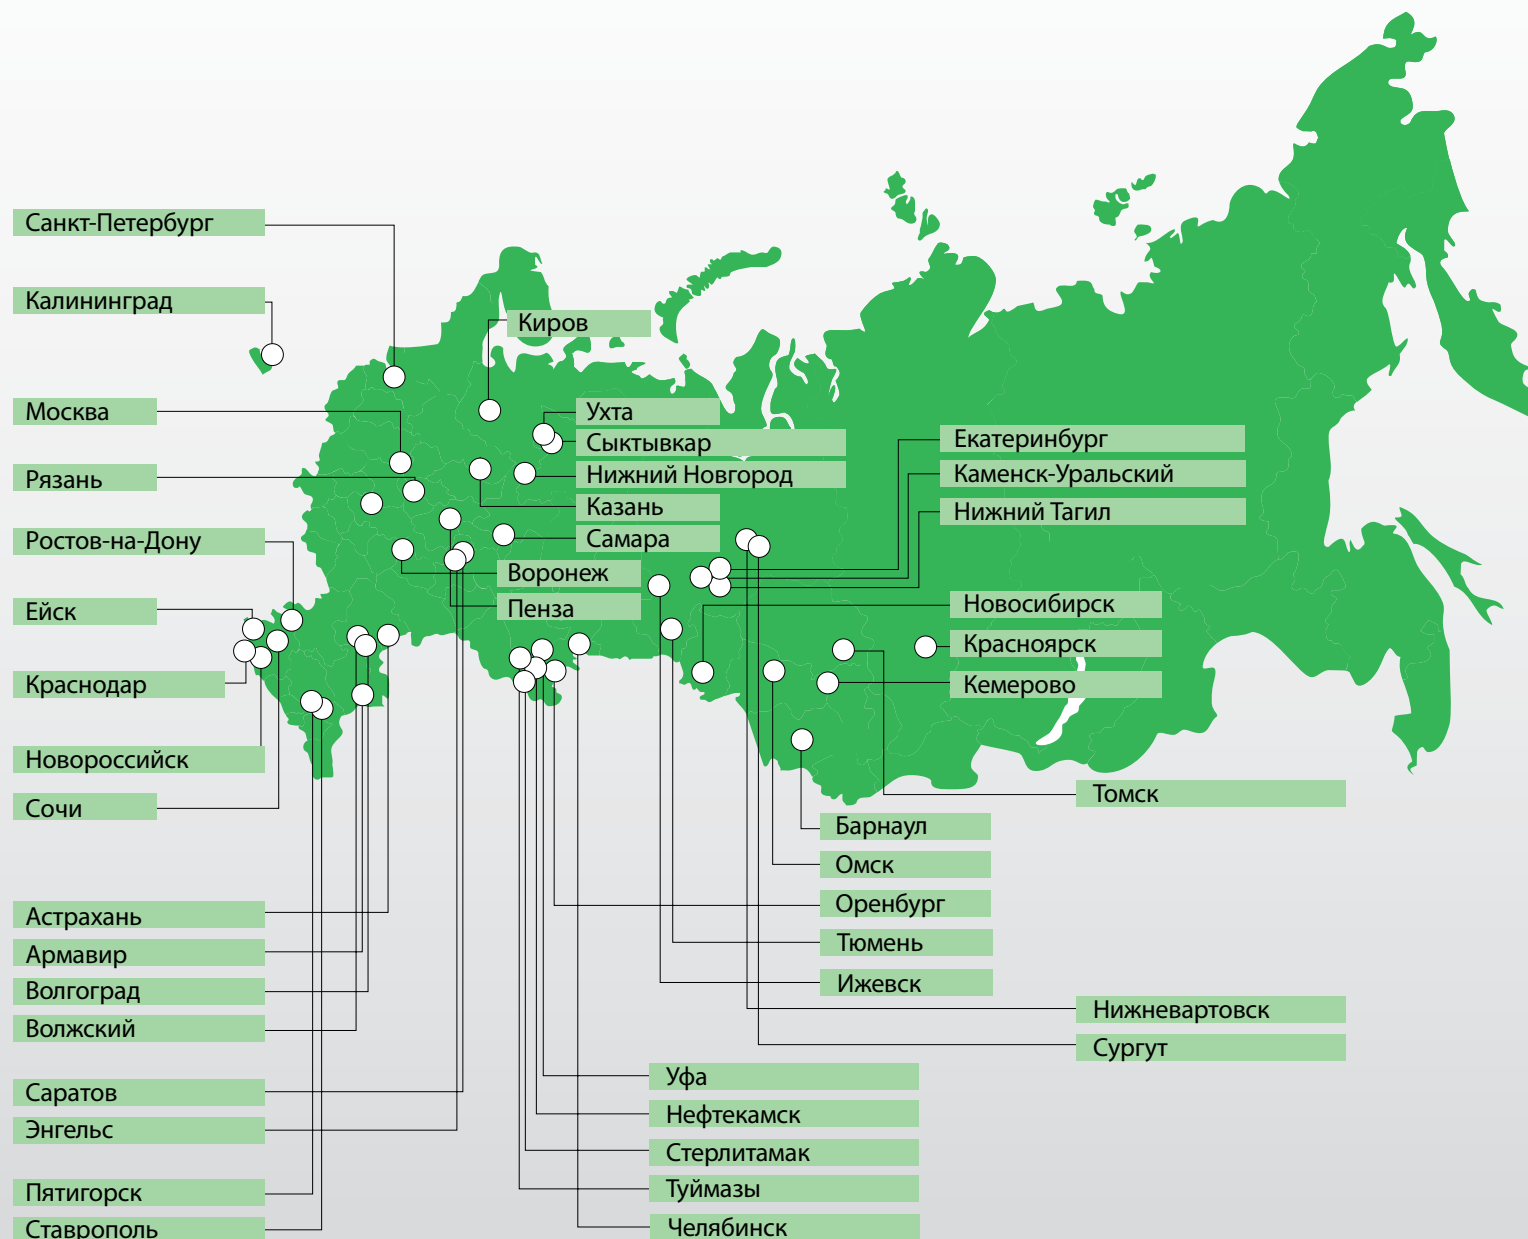 Санкт-Петербург
Калининград
Киров
Москва
Ухта
Сыктывкар
Екатеринбург
Рязань
Нижний Новгород
Каменск-Уральский
Казань
Нижний Тагил
Ростов-на-Дону
Самара
Воронеж
Ейск
Пенза
Новосибирск
Красноярск
Краснодар
Кемерово
Новороссийск
Сочи
Томск
Барнаул
Омск
Астрахань
Оренбург
Армавир
Тюмень
Волгоград
Ижевск
Волжский
Нижневартовск
Сургут
Саратов
Уфа
Энгельс
Нефтекамск
Стерлитамак
Пятигорск
Туймазы
Ставрополь
Челябинск